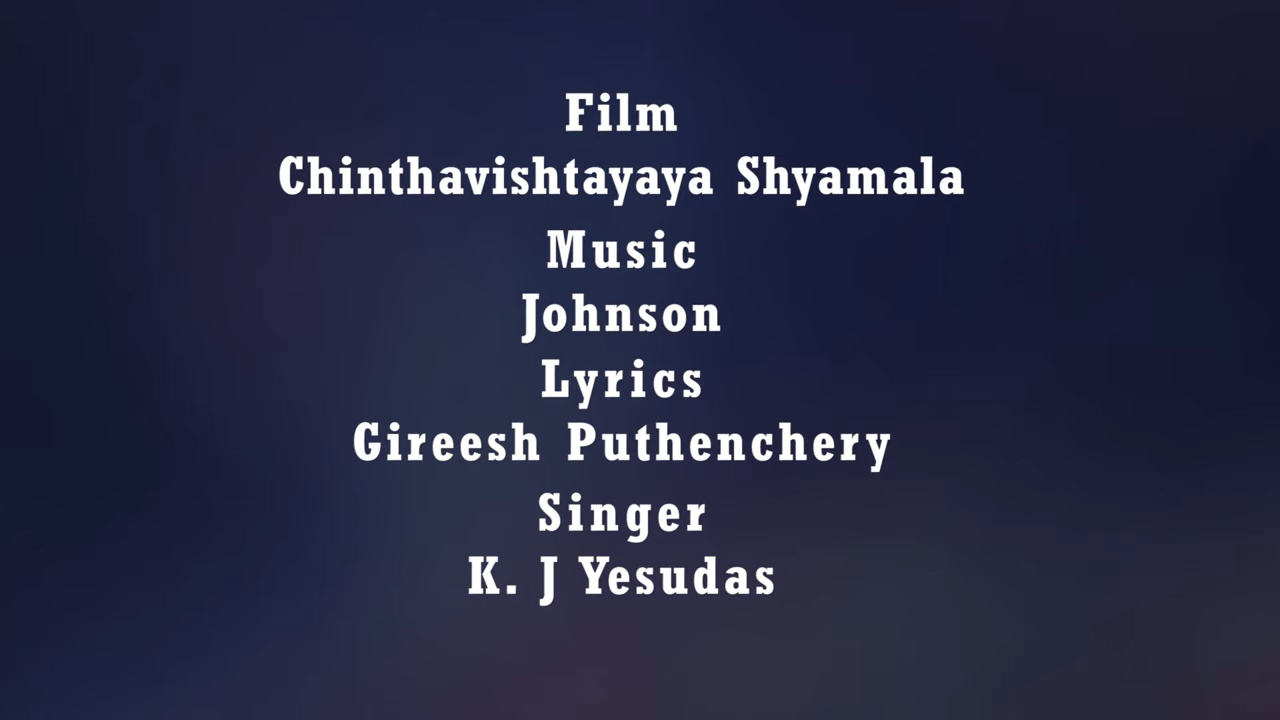 Film
Chinthavishtayaya Shyamala
Music
Johnson
Lyrics
Gireesh Puthenchery
Singer
K. J Yesudas